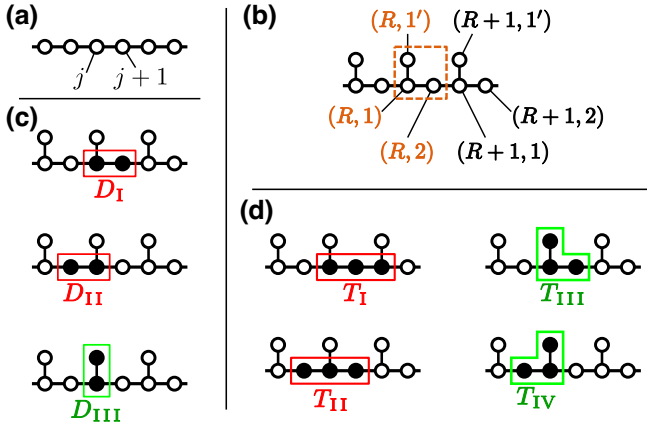 (a)
j
j + 1
(b)
(R, 1′)
(R + 1, 1′)
(R, 1)
(R + 1, 2)
(R, 2)
(R + 1, 1)
(c)
D_I
D_II
D_III
(d)
T_I
T_III
T_II
T_IV